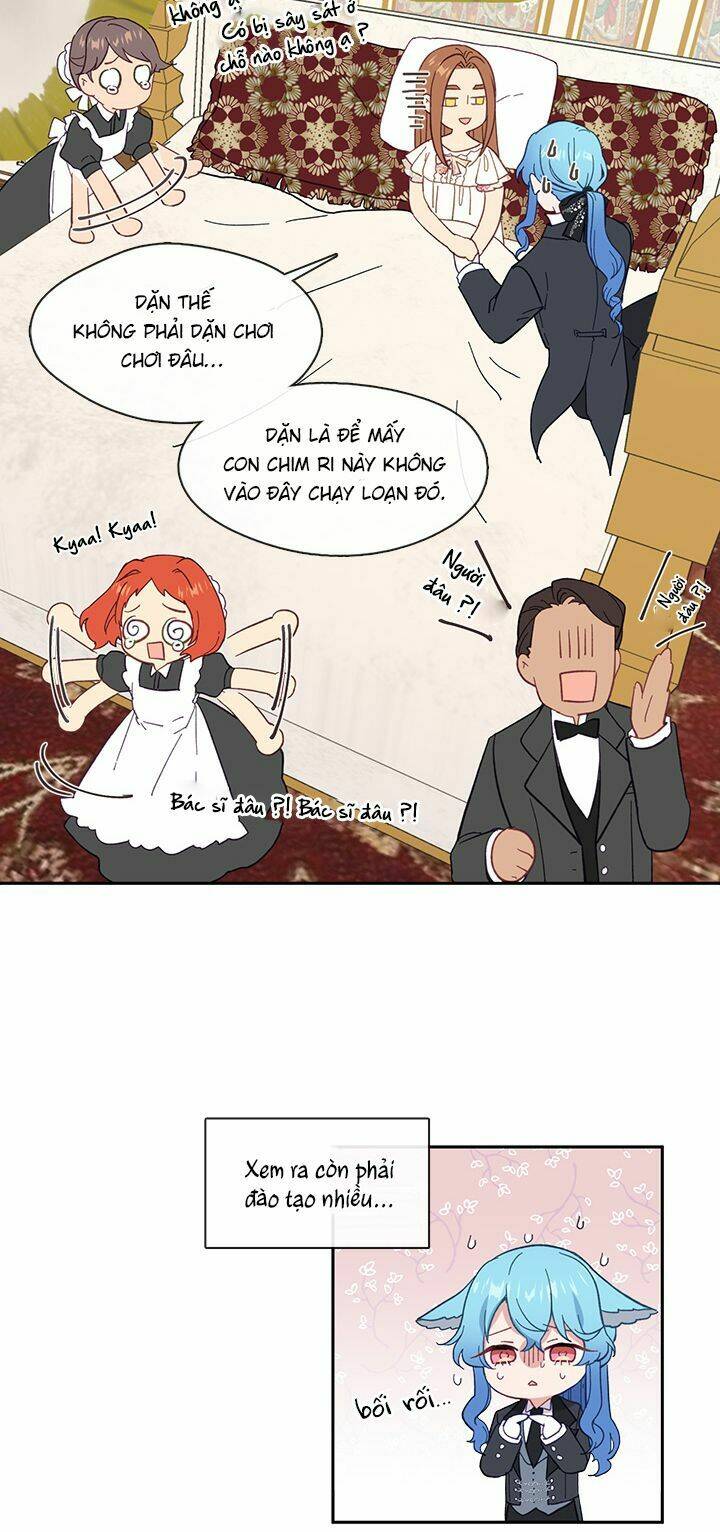 không ạ?
Có bị sây sát ở
chỗ nào không ạ?
DẶN THẾ
KHÔNG PHẢI DẶN CHƠI
CHƠI ĐÂU...
DẶN LÀ ĐỂ MẤY
CON CHIM RI NÀY KHÔNG
VÀO ĐÂY CHẠY LOẠN ĐÓ.
Kyaa! Kyaa!
Người
đâu?!
Người
đâu?!
Bác sĩ đâu?! Bác sĩ đâu?!
Xem ra còn phải
đào tạo nhiều...
bối rối...